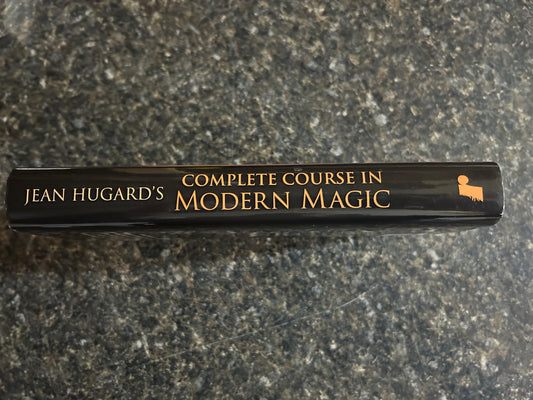 JEAN HUGARD'S
COMPLETE COURSE IN
MODERN MAGIC